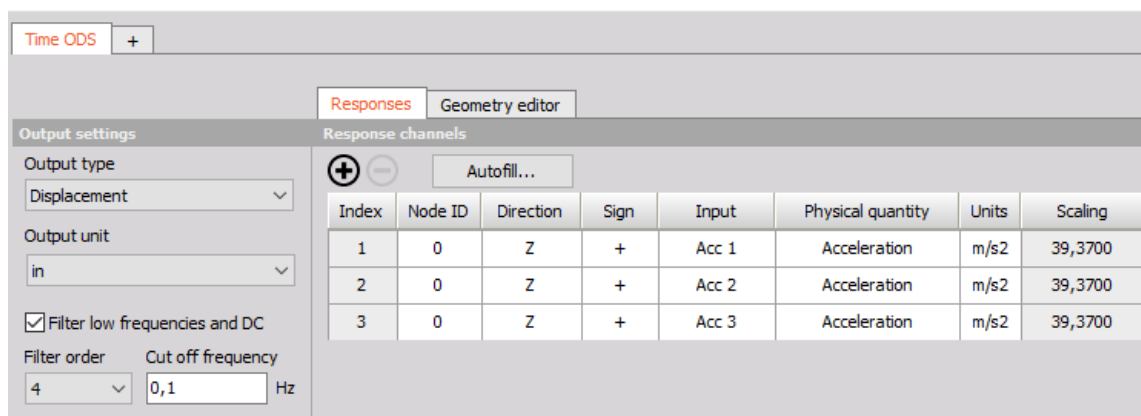 Time ODS +
Responses Geometry editor
Output settings Response channels
Output type
Displacement
Output unit
in
Filter low frequencies and DC
Filter order Cut off frequency
4 0,1 Hz
Autofill...
Index Node ID Direction Sign Input Physical quantity Units Scaling
1 0 Z + Acc 1 Acceleration m/s2 39,3700
2 0 Z + Acc 2 Acceleration m/s2 39,3700
3 0 Z + Acc 3 Acceleration m/s2 39,3700